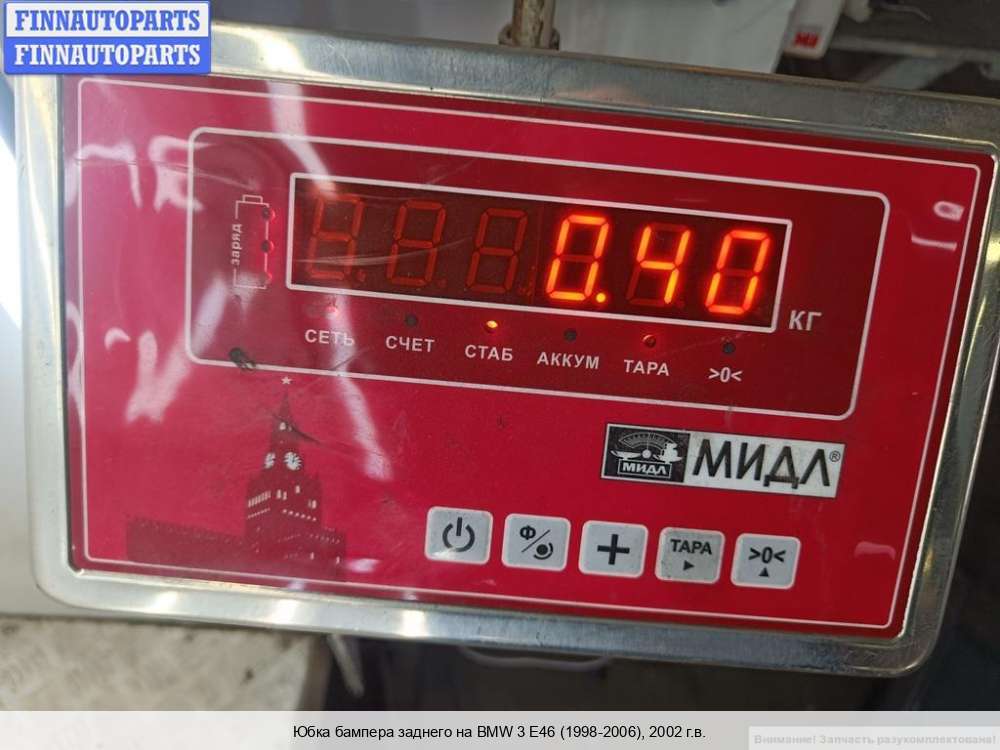 FINNAUTOPARTS
FINNAUTOPARTS
заряд
0.40
КГ
СЕТЬ
СЧЕТ
СТАБ
АККУМ
ТАРА
>0<
МИДЛ
МИДЛ®
Ф/
ТАРА
>0<
Юбка бампера заднего на BMW 3 E46 (1998-2006), 2002 г.в.
Внимание! Запчасть разукомплектована!